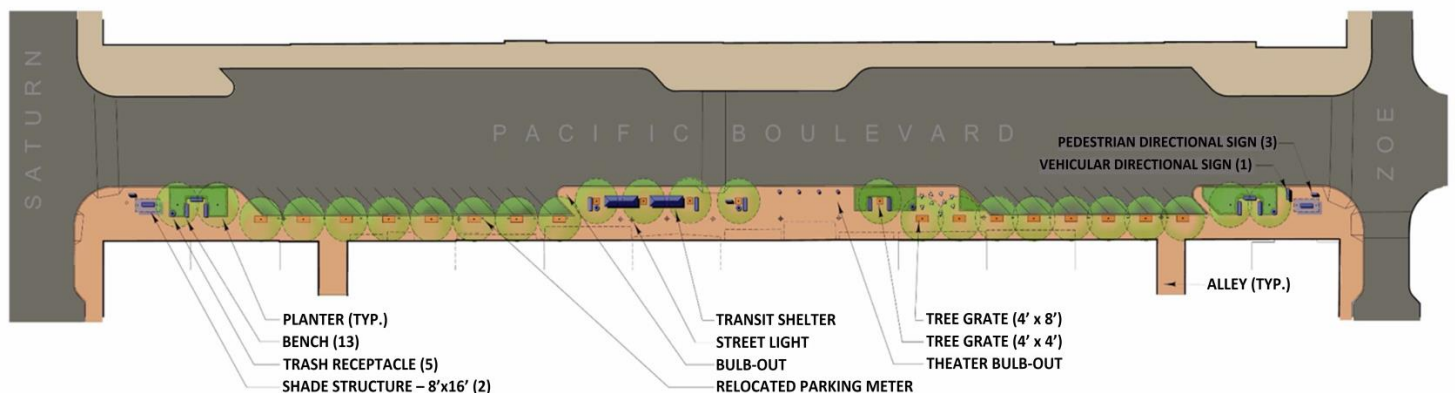 SATURN
PACIFIC BOULEVARD
ZOE
PEDESTRIAN DIRECTIONAL SIGN (3)
VEHICULAR DIRECTIONAL SIGN (1)
ALLEY (TYP.)
PLANTER (TYP.)
BENCH (13)
TRASH RECEPTACLE (5)
SHADE STRUCTURE – 8'x16' (2)
TRANSIT SHELTER
STREET LIGHT
BULB-OUT
RELOCATED PARKING METER
TREE GRATE (4' x 8')
TREE GRATE (4' x 4')
THEATER BULB-OUT